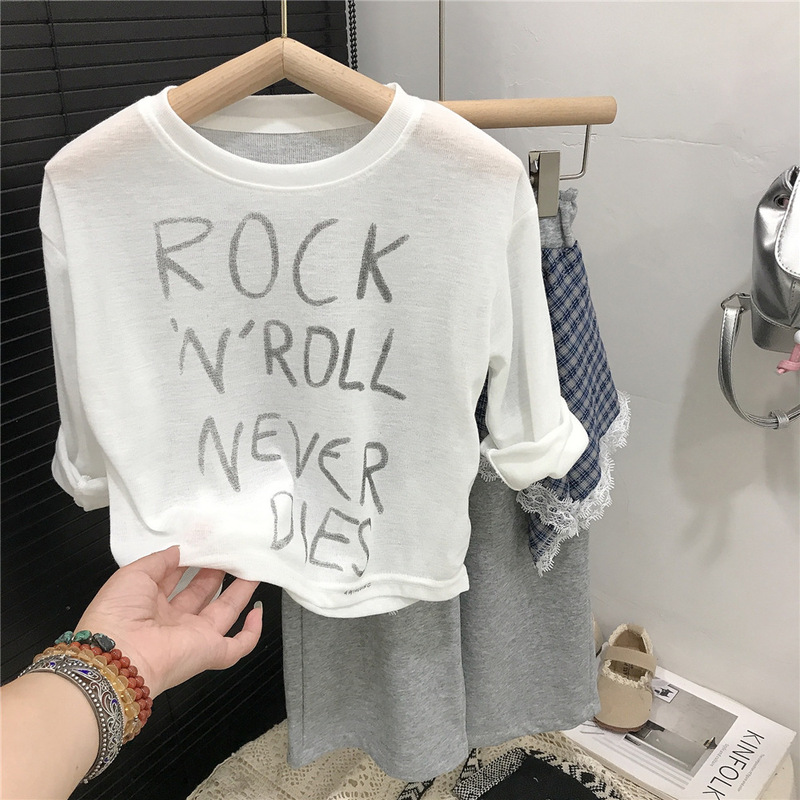 ROCK
'N' ROLL
NEVER
DIES
KINFOLK